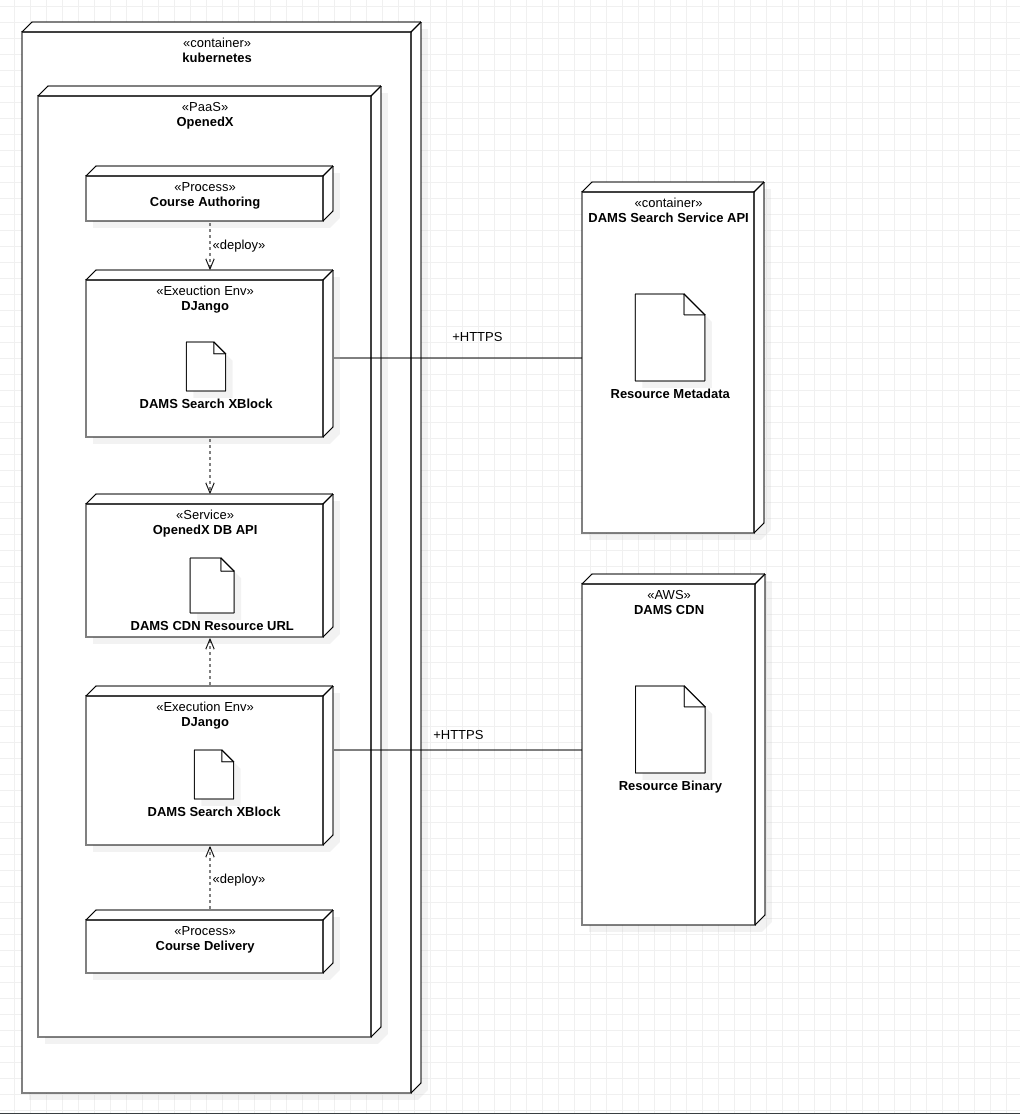 «container»
kubernetes
«PaaS»
OpenedX
«Process»
Course Authoring
«deploy»
«Exeuction Env»
DJango
DAMS Search XBlock
«Service»
OpenedX DB API
DAMS CDN Resource URL
«Execution Env»
DJango
DAMS Search XBlock
«deploy»
«Process»
Course Delivery
+HTTPS
+HTTPS
«container»
DAMS Search Service API
Resource Metadata
«AWS»
DAMS CDN
Resource Binary